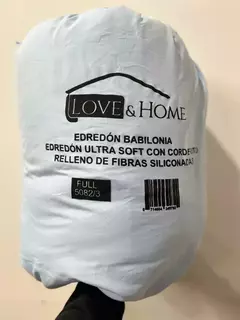 LOVE & HOME
EDREDÓN BABILONIA
EDREDÓN ULTRA SOFT CON CORDERITO
RELLENO DE FIBRAS SILICONADAS
FULL
5082/3